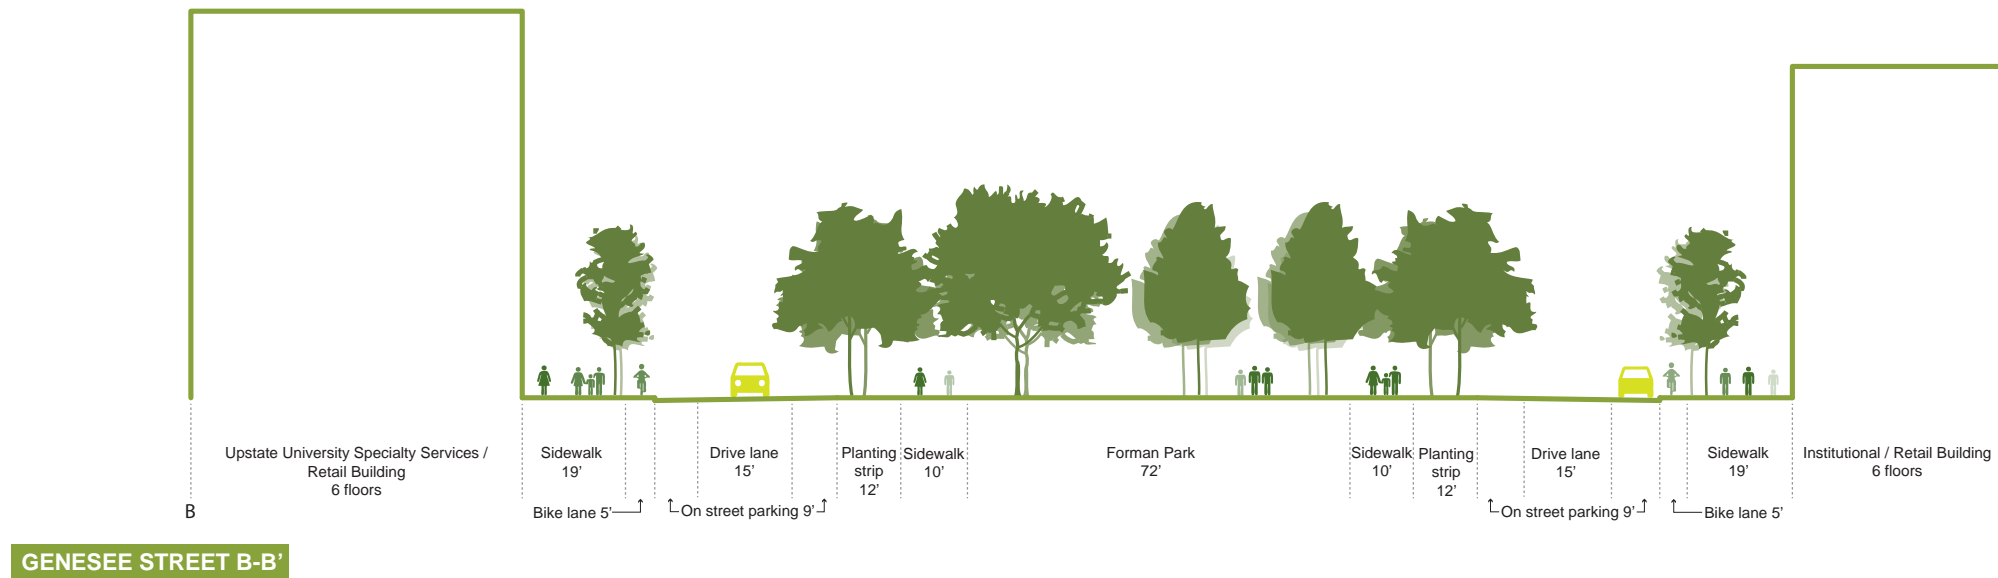 Upstate University Specialty Services /
Retail Building
6 floors
Sidewalk
19’
Bike lane 5’
On street parking 9’
Drive lane
15’
Planting
strip
12’
Sidewalk
10’
Forman Park
72’
Sidewalk
10’
Planting
strip
12’
Drive lane
15’
On street parking 9’
Bike lane 5’
Sidewalk
19’
Institutional / Retail Building
6 floors
B
GENESEE STREET B-B’